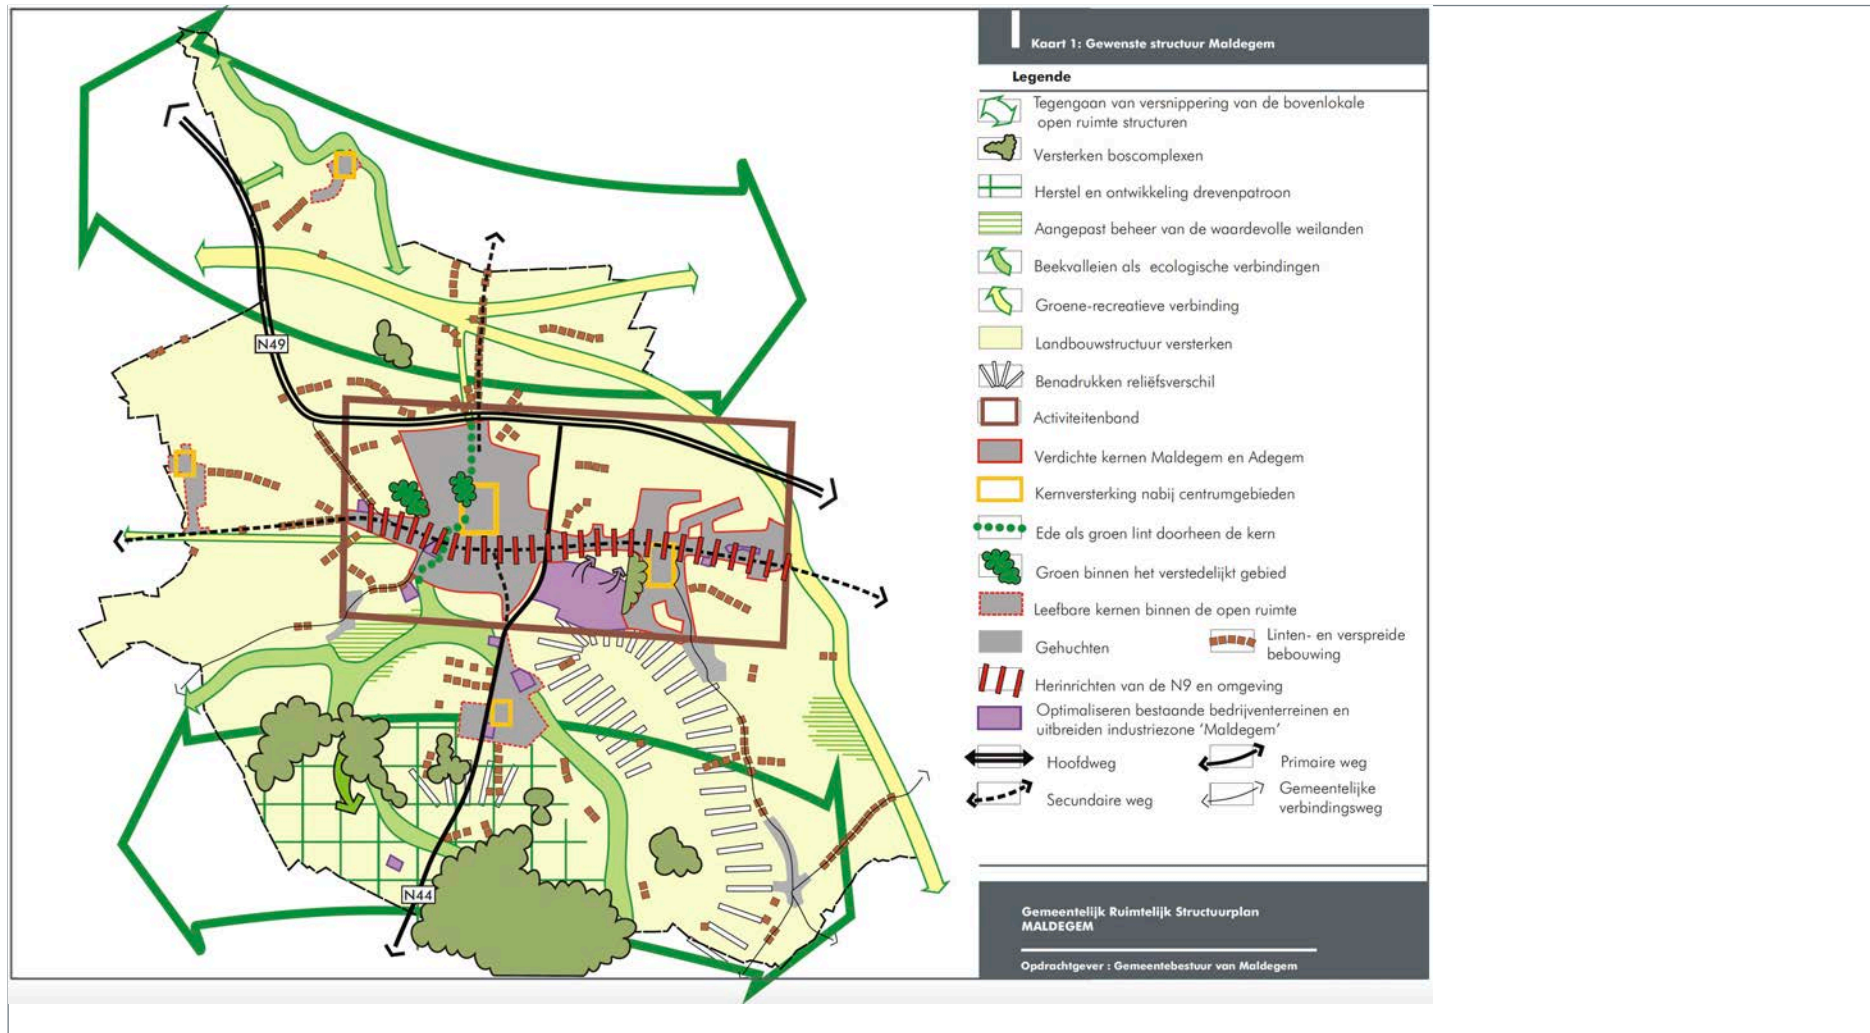 Kaart 1: Gewenste structuur Maldegem
Legende
Tegengaan van versnippering van de bovenlokale
open ruimte structuren
Versterken boscomplexen
Herstel en ontwikkeling drevenpatroon
Aangepast beheer van de waardevolle weilanden
Beekvalleien als ecologische verbindingen
Groene-recreatieve verbinding
Landbouwstructuur versterken
Benadrukken reliëfsverschil
Activiteitenband
Verdichte kernen Maldegem en Adegem
Kernversterking nabij centrumgebieden
Ede als groen lint doorheen de kern
Groen binnen het verstedelijkt gebied
Leefbare kernen binnen de open ruimte
Gehuchten
Linten- en verspreide
bebouwing
Herinrichten van de N9 en omgeving
Optimaliseren bestaande bedrijventerreinen en
uitbreiden industriezone ‘Maldegem’
Hoofdweg
Primaire weg
Secundaire weg
Gemeentelijke
verbindingsweg
N49
N44
Gemeentelijk Ruimtelijk Structuurplan
MALDEGEM
Opdrachtgever : Gemeentebestuur van Maldegem